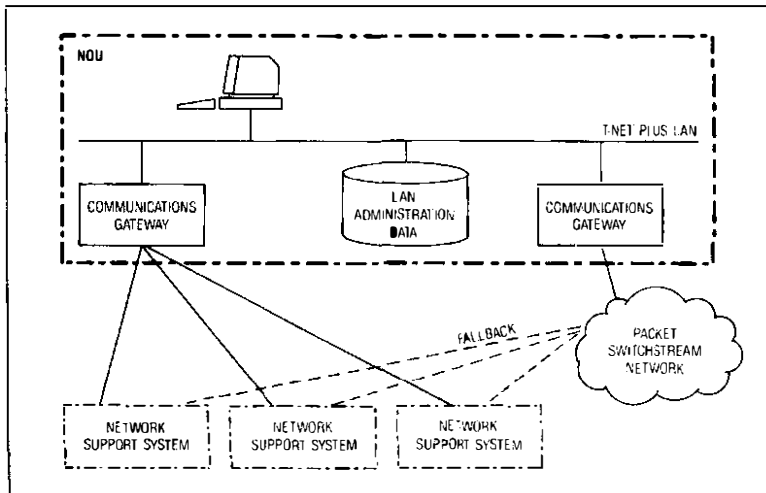 NOU
T-NET PLUS LAN
COMMUNICATIONS
GATEWAY
LAN
ADMINISTRATION
DATA
COMMUNICATIONS
GATEWAY
FALLBACK
PACKET
SWITCHSTREAM
NETWORK
NETWORK
SUPPORT SYSTEM
NETWORK
SUPPORT SYSTEM
NETWORK
SUPPORT SYSTEM